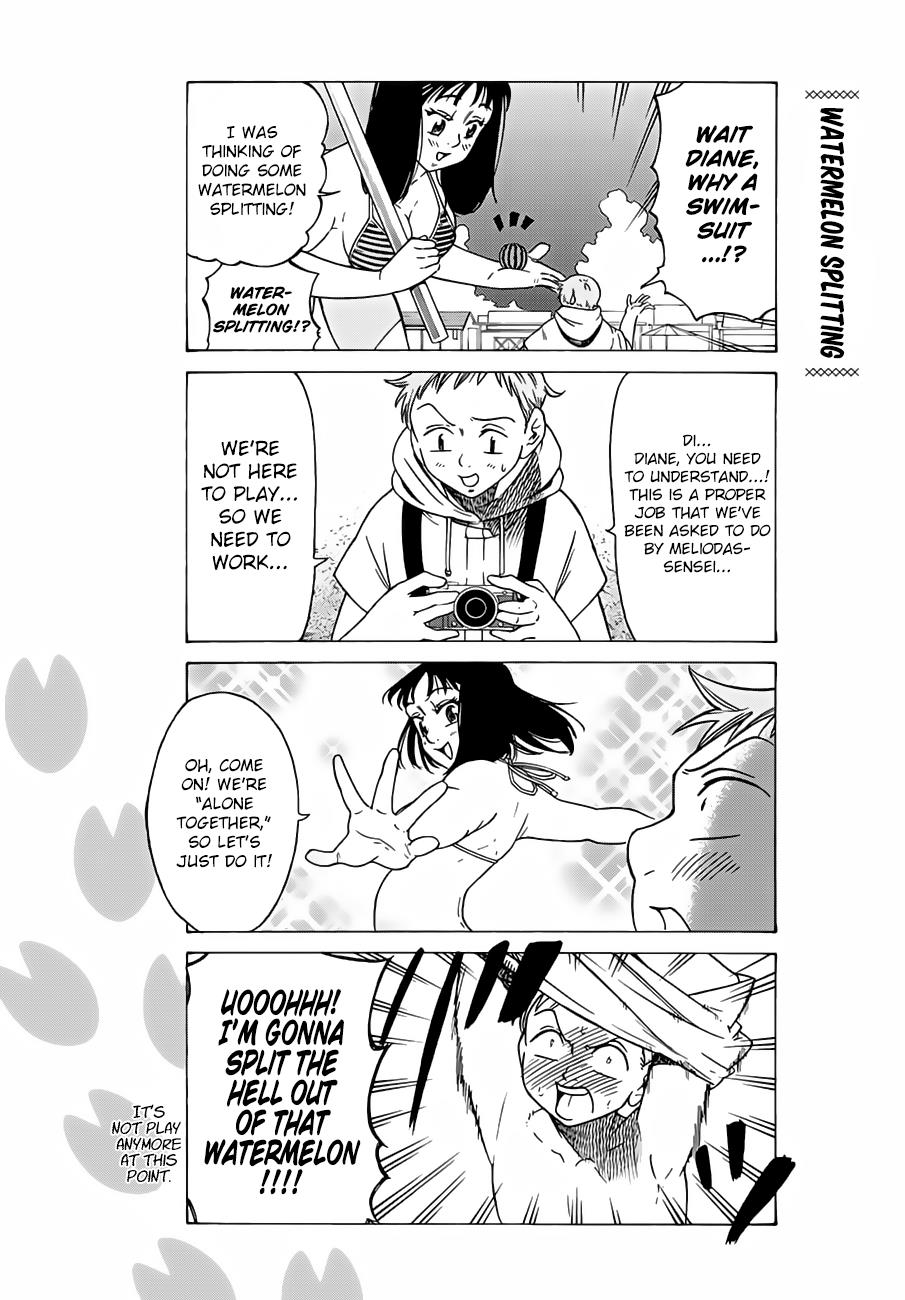 WATERMELON SPLITTING
WAIT
DIANE,
WHY A
SWIM-
SUIT
...!?
I WAS
THINKING OF
DOING SOME
WATERMELON
SPLITTING!
WATER-
MELON
SPLITTING!?
DI...
DIANE, YOU NEED
TO UNDERSTAND...!
THIS IS A PROPER
JOB THAT WE'VE
BEEN ASKED TO DO
BY MELIODAS-
SENSEI...
WE'RE
NOT HERE
TO PLAY...
SO WE
NEED TO
WORK...
OH, COME
ON! WE'RE
"ALONE
TOGETHER,"
SO LET'S
JUST DO IT!
UOOOHHH!
I'M GONNA
SPLIT THE
HELL OUT
OF THAT
WATERMELON
!!!!
IT'S
NOT PLAY
ANYMORE
AT THIS
POINT.